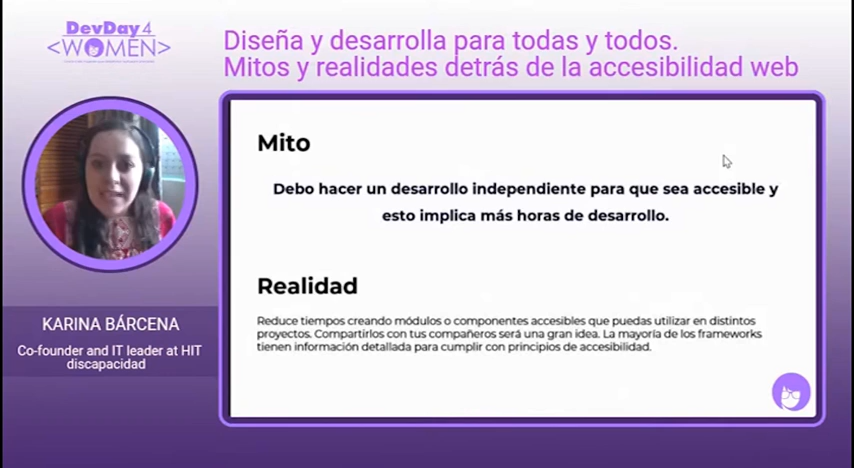 DevDay4
<WOMEN>
Diseña y desarrolla para todas y todos.
Mitos y realidades detrás de la accesibilidad web
Mito
Debo hacer un desarrollo independiente para que sea accesible y
esto implica más horas de desarrollo.
Realidad
Reduce tiempos creando módulos o componentes accesibles que puedas utilizar en distintos
proyectos. Compartirlos con tus compañeros será una gran idea. La mayoría de los frameworks
tienen información detallada para cumplir con principios de accesibilidad.
KARINA BÁRCENA
Co-founder and IT leader at HIT
discapacidad